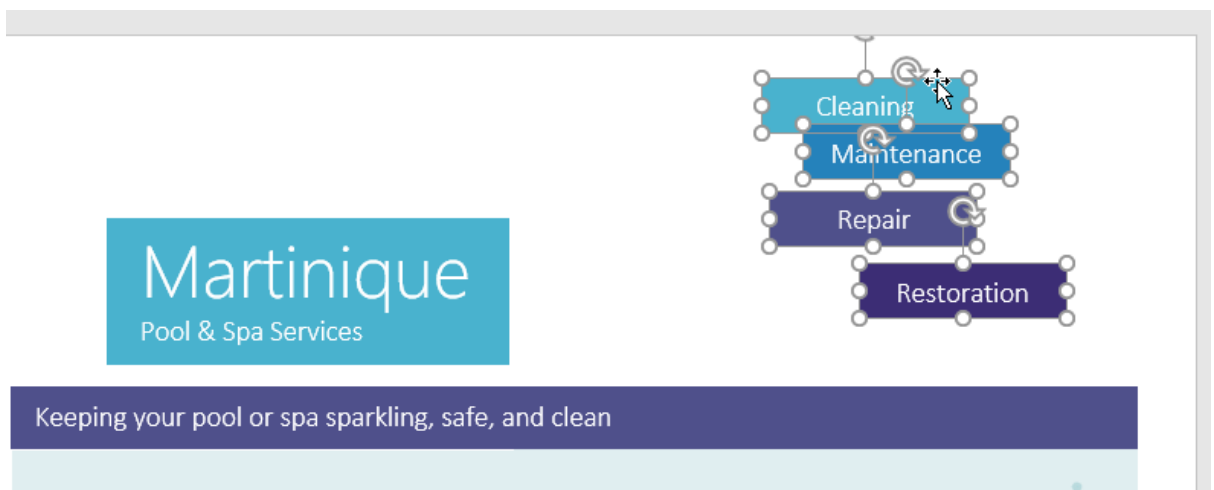 Cleaning
Maintenance
Repair
Restoration
Martinique
Pool & Spa Services
Keeping your pool or spa sparkling, safe, and clean